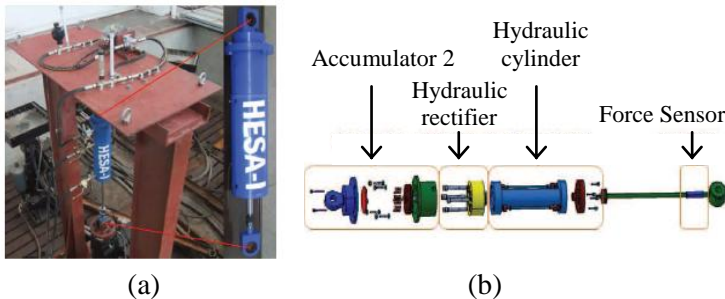 HESA-I
HESA-I
Accumulator 2
Hydraulic
rectifier
Hydraulic
cylinder
Force Sensor
(a)
(b)